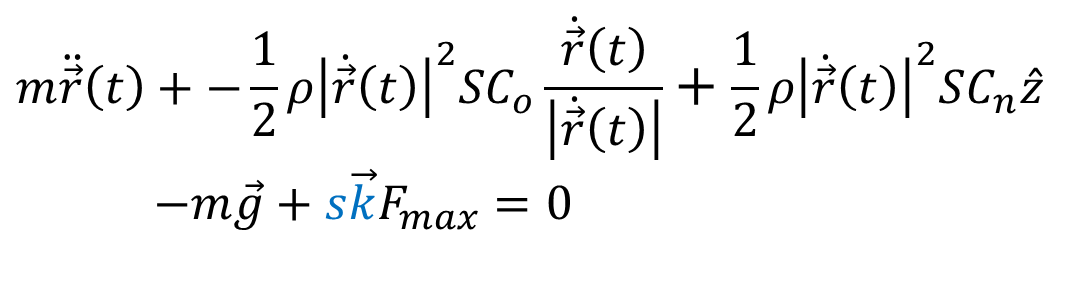 m\ddot{\vec{r}}(t) + -\frac{1}{2}\rho|\dot{\vec{r}}(t)|^2 SC_o \frac{\dot{\vec{r}}(t)}{|\dot{\vec{r}}(t)|} + \frac{1}{2}\rho|\dot{\vec{r}}(t)|^2 SC_n \hat{z}
-m\vec{g} + s\vec{k}F_{max} = 0